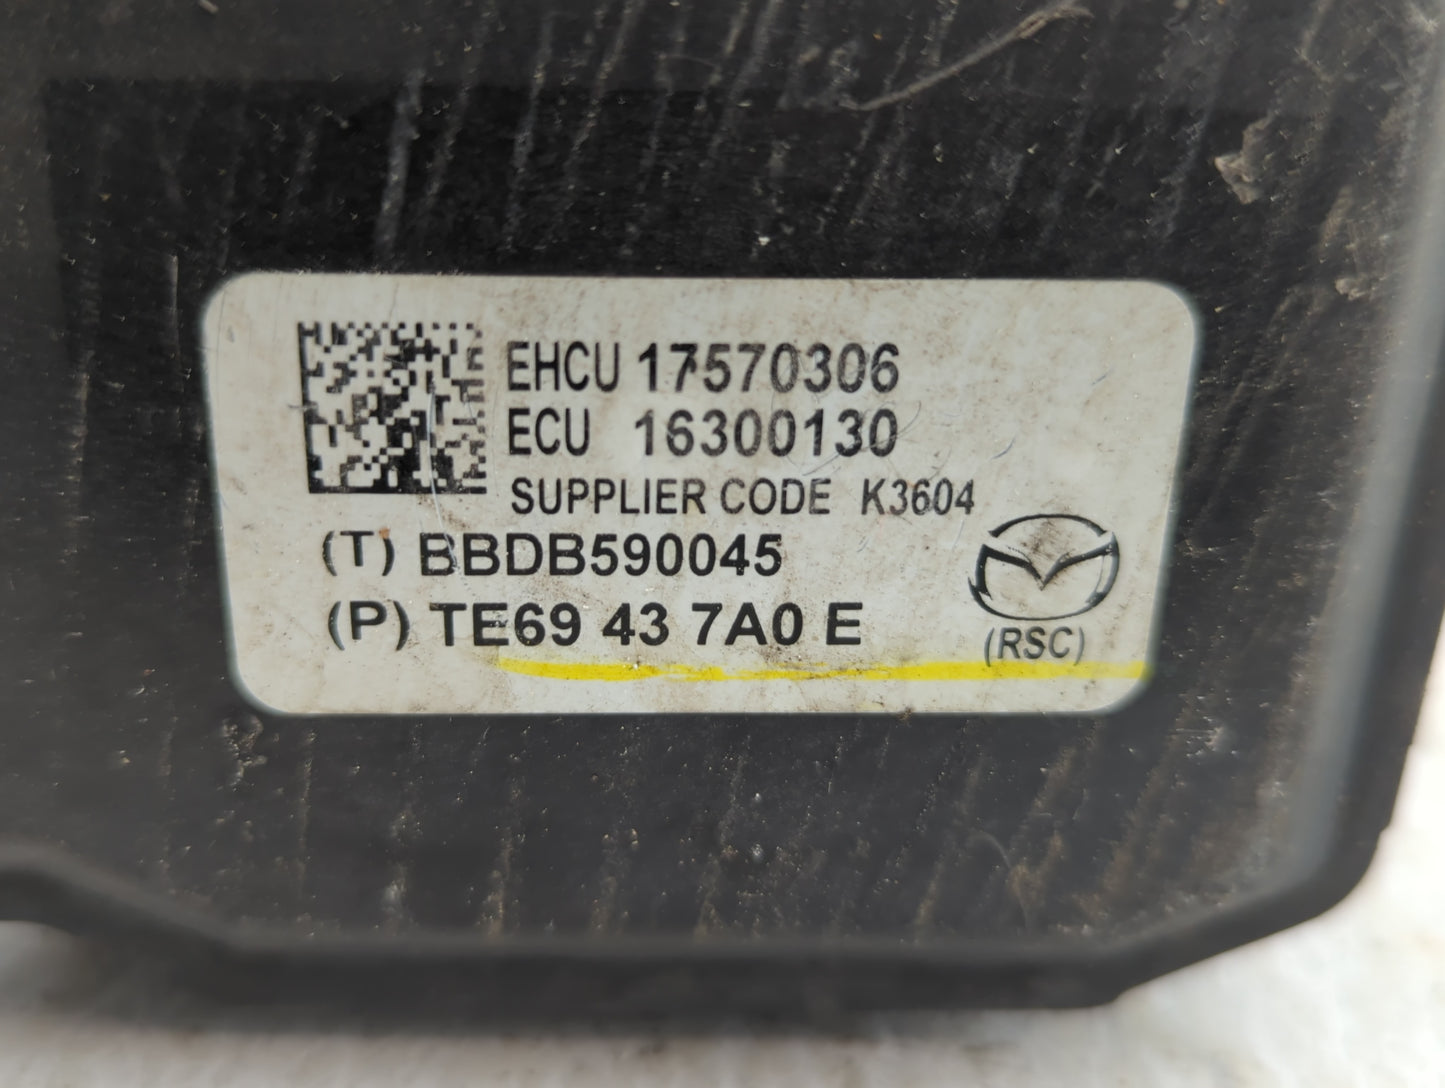 EHCU 17570306
ECU 16300130
SUPPLIER CODE K3604
(T) BBDB590045
(P) TE69 43 7A0 E
(RSC)